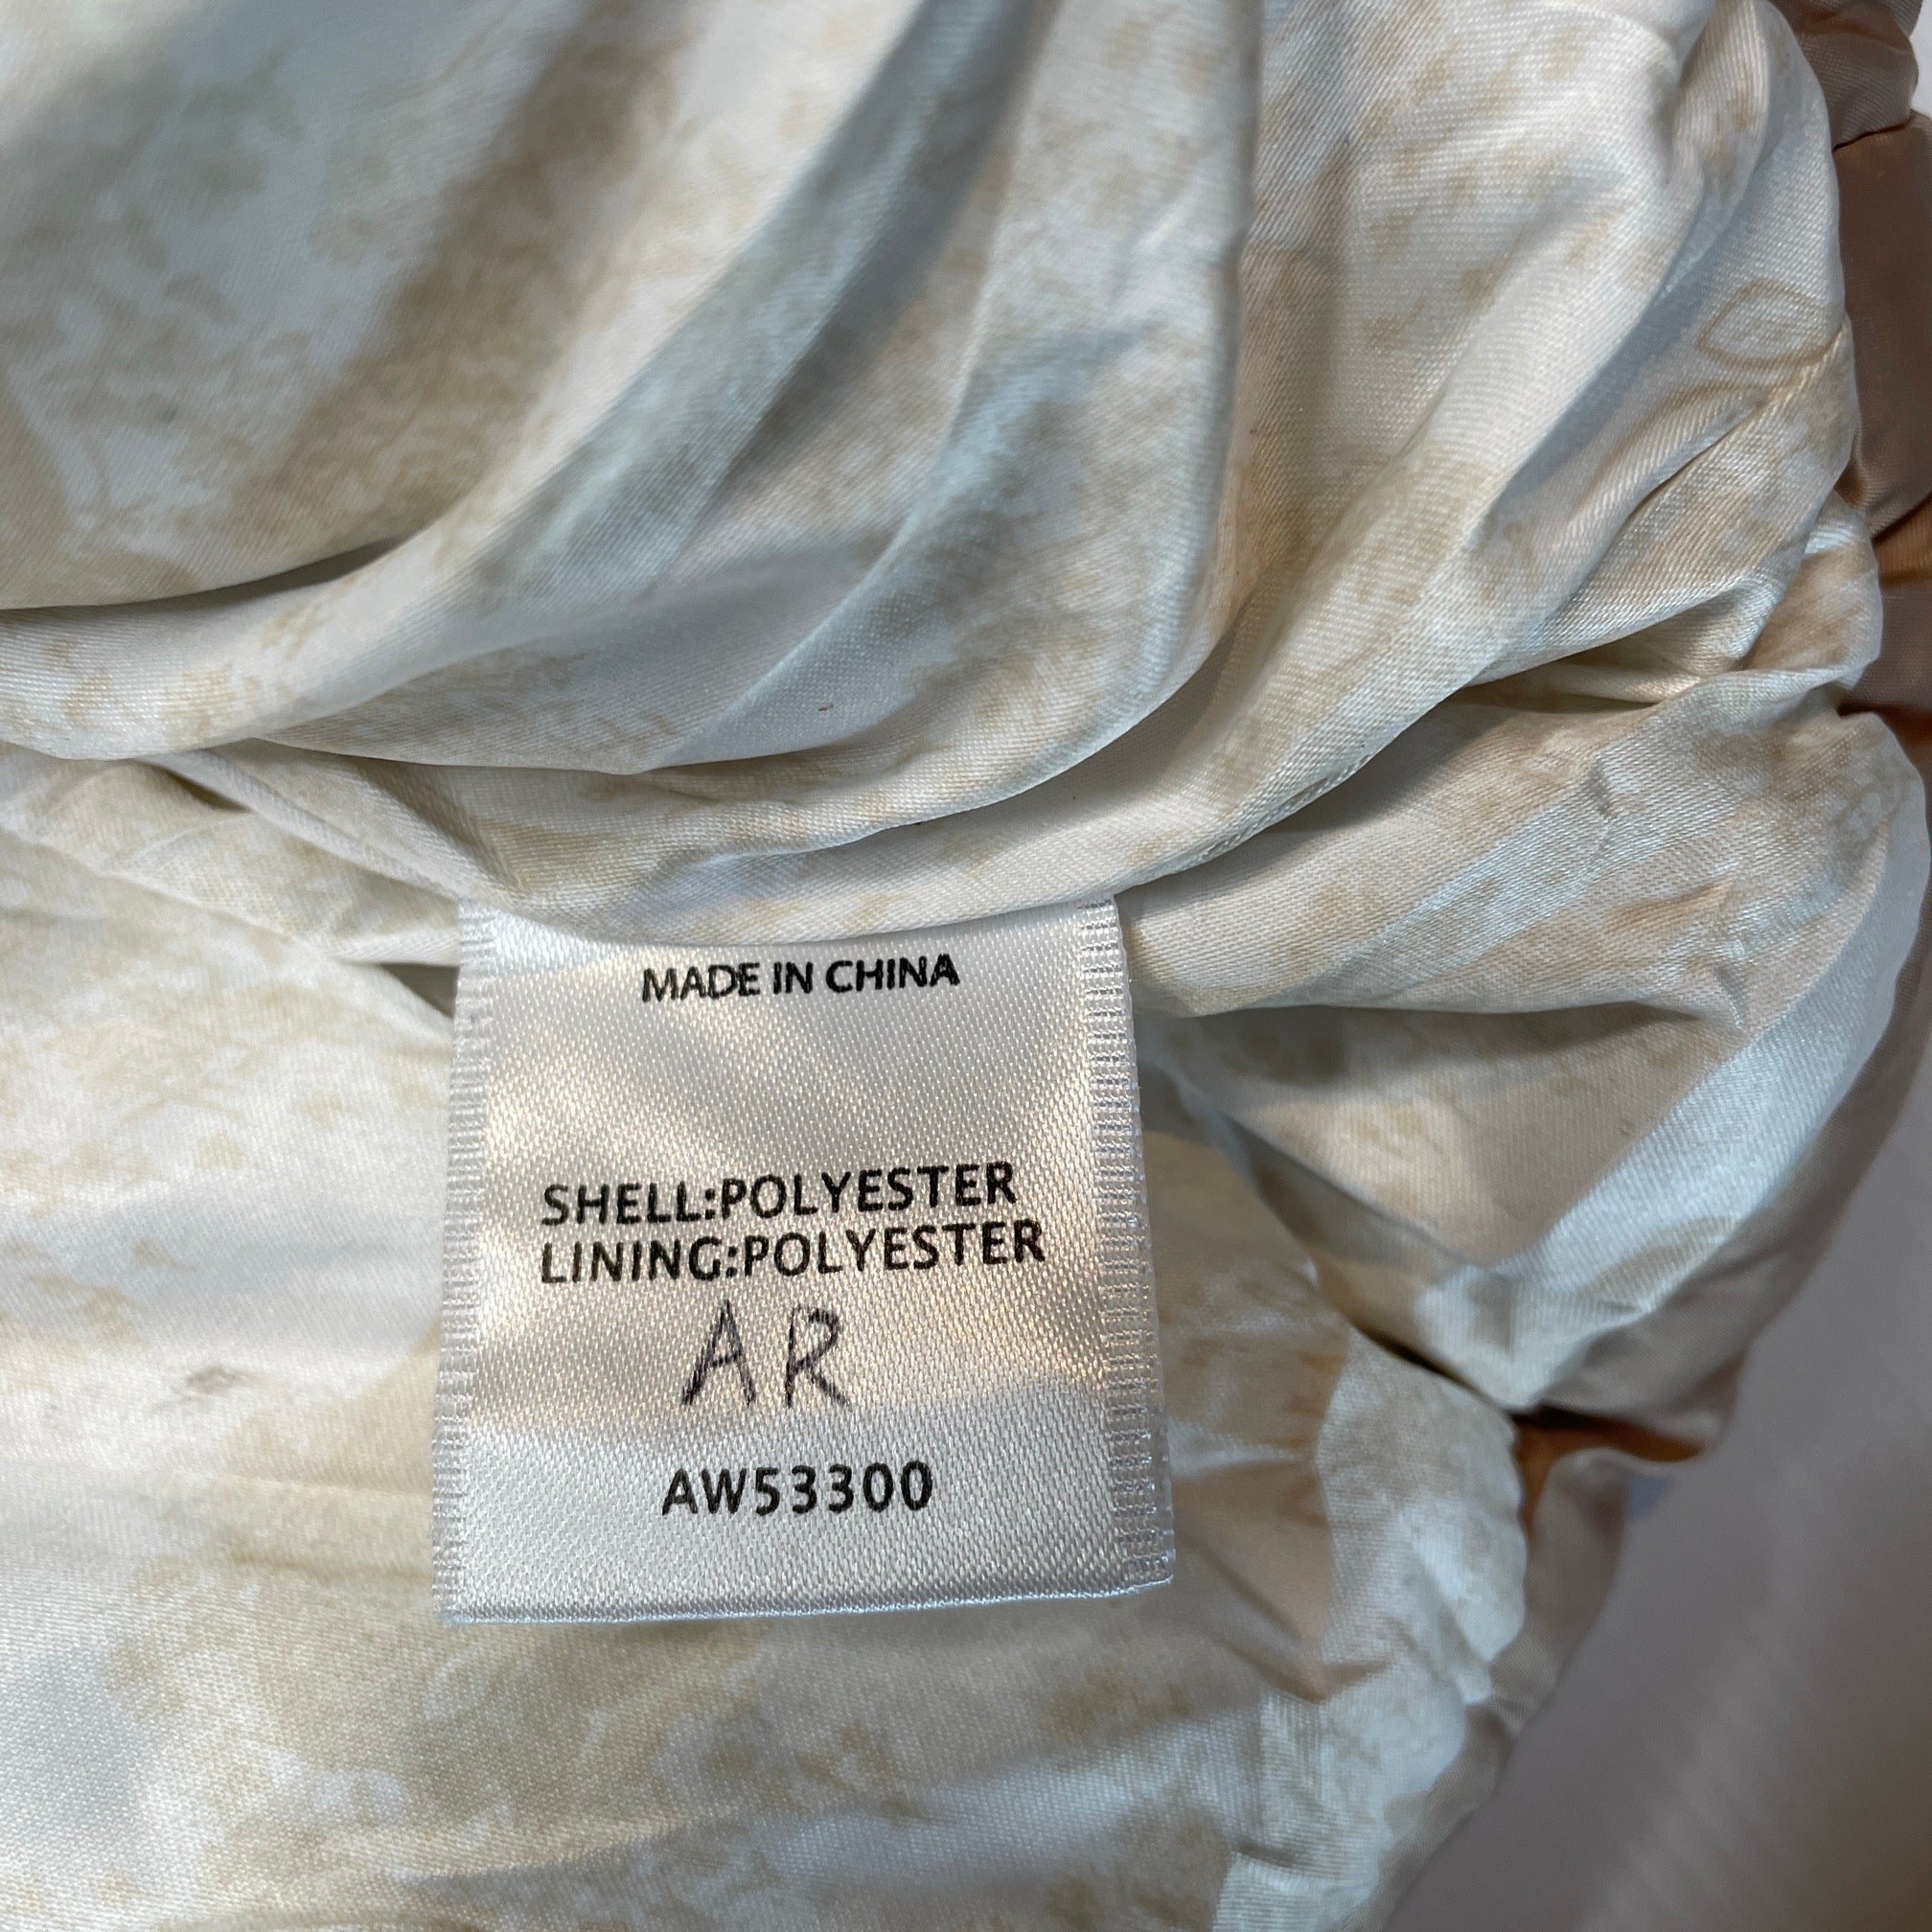 MADE IN CHINA
SHELL:POLYESTER
LINING:POLYESTER
AR
AW53300